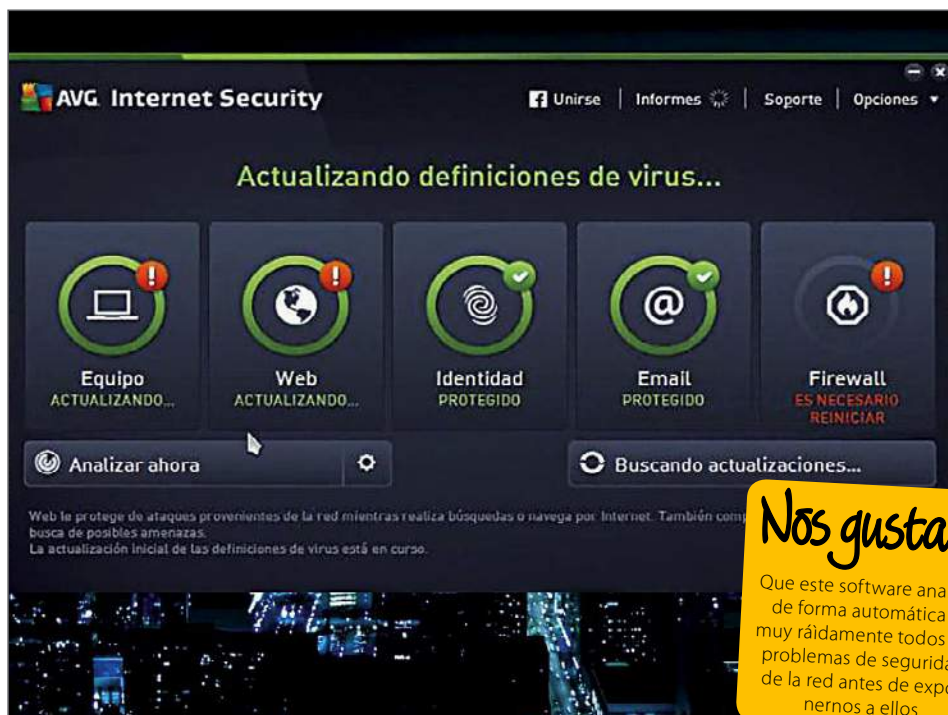 AVG Internet Security
Unirse | Informes | Soporte | Opciones
Actualizando definiciones de virus...
Equipo
ACTUALIZANDO...
Web
ACTUALIZANDO...
Identidad
PROTEGIDO
Email
PROTEGIDO
Firewall
ES NECESARIO
REINICIAR
Analizar ahora
Buscando actualizaciones...
Web le protege de ataques provenientes de la red mientras realiza búsquedas o navega por Internet. También
busca de posibles amenazas.
La actualización inicial de las definiciones de virus está en curso.
Nos gusta
Que este software
de forma automática
muy ráidamente todos
problemas de
de la red antes de
nernos a ellos